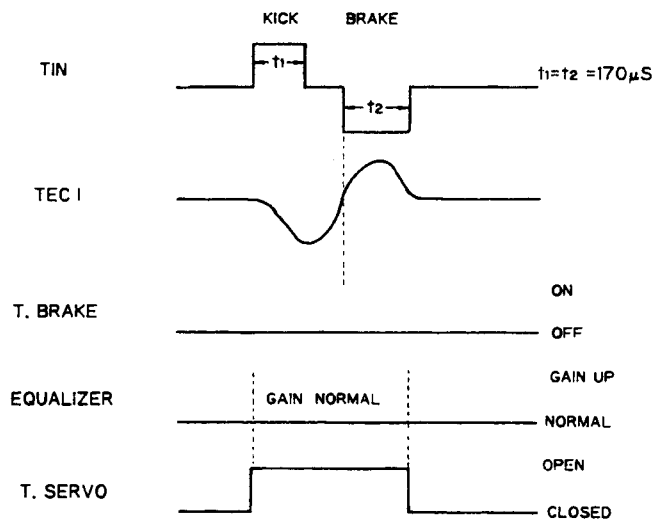 KICK BRAKE
TIN
t1
t2
t1=t2 =170µS
TEC I
T. BRAKE
ON
OFF
EQUALIZER
GAIN NORMAL
GAIN UP
NORMAL
T. SERVO
OPEN
CLOSED